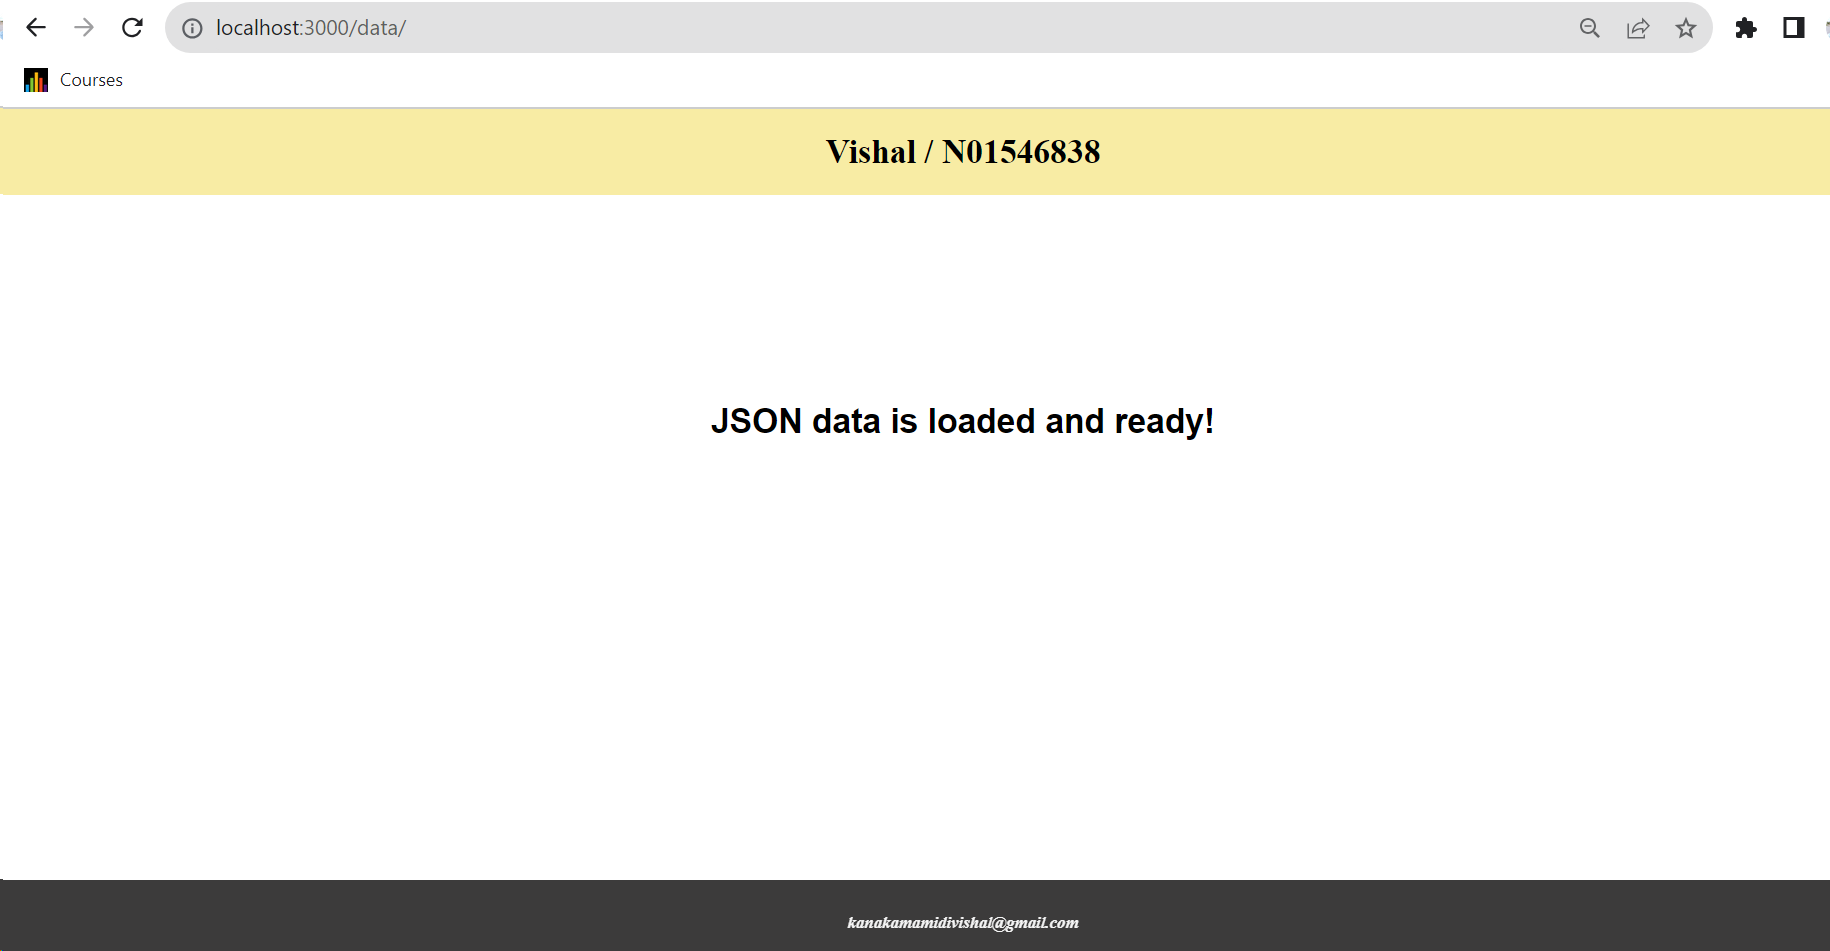 localhost:3000/data/
Courses
Vishal / N01546838
JSON data is loaded and ready!
kanakamamidivishal@gmail.com